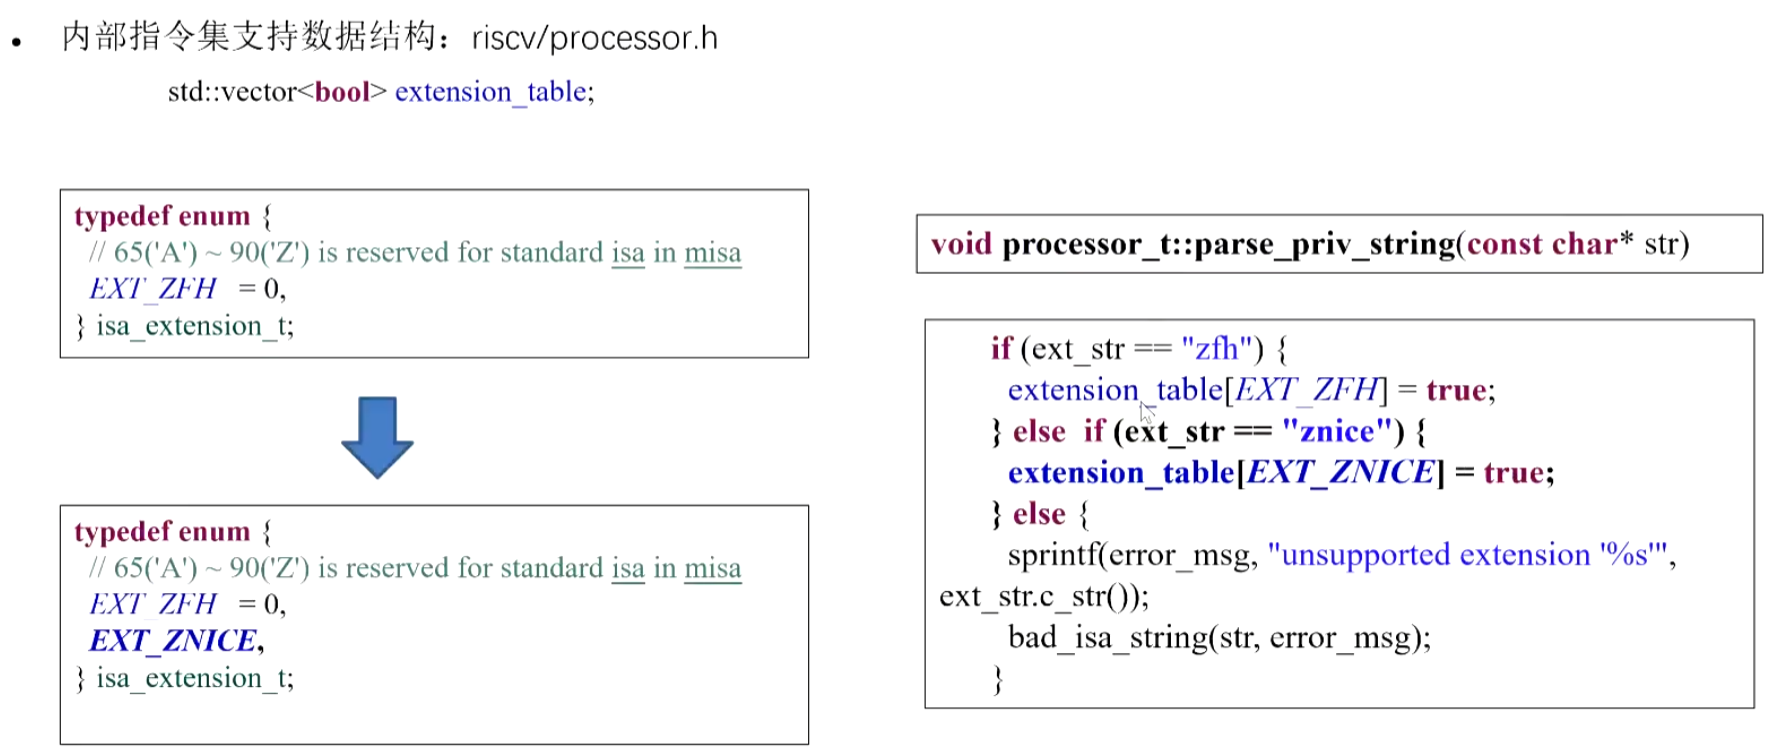 • 内部指令集支持数据结构：riscv/processor.h
std::vector<bool> extension_table;
typedef enum {
// 65('A') ~ 90('Z') is reserved for standard isa in misa
EXT_ZFH = 0,
} isa_extension_t;
typedef enum {
// 65('A') ~ 90('Z') is reserved for standard isa in misa
EXT_ZFH = 0,
EXT_ZNICE,
} isa_extension_t;
void processor_t::parse_priv_string(const char* str)
if (ext_str == "zfh") {
extension_table[EXT_ZFH] = true;
} else if (ext_str == "znice") {
extension_table[EXT_ZNICE] = true;
} else {
sprintf(error_msg, "unsupported extension '%s'",
ext_str.c_str());
bad_isa_string(str, error_msg);
}